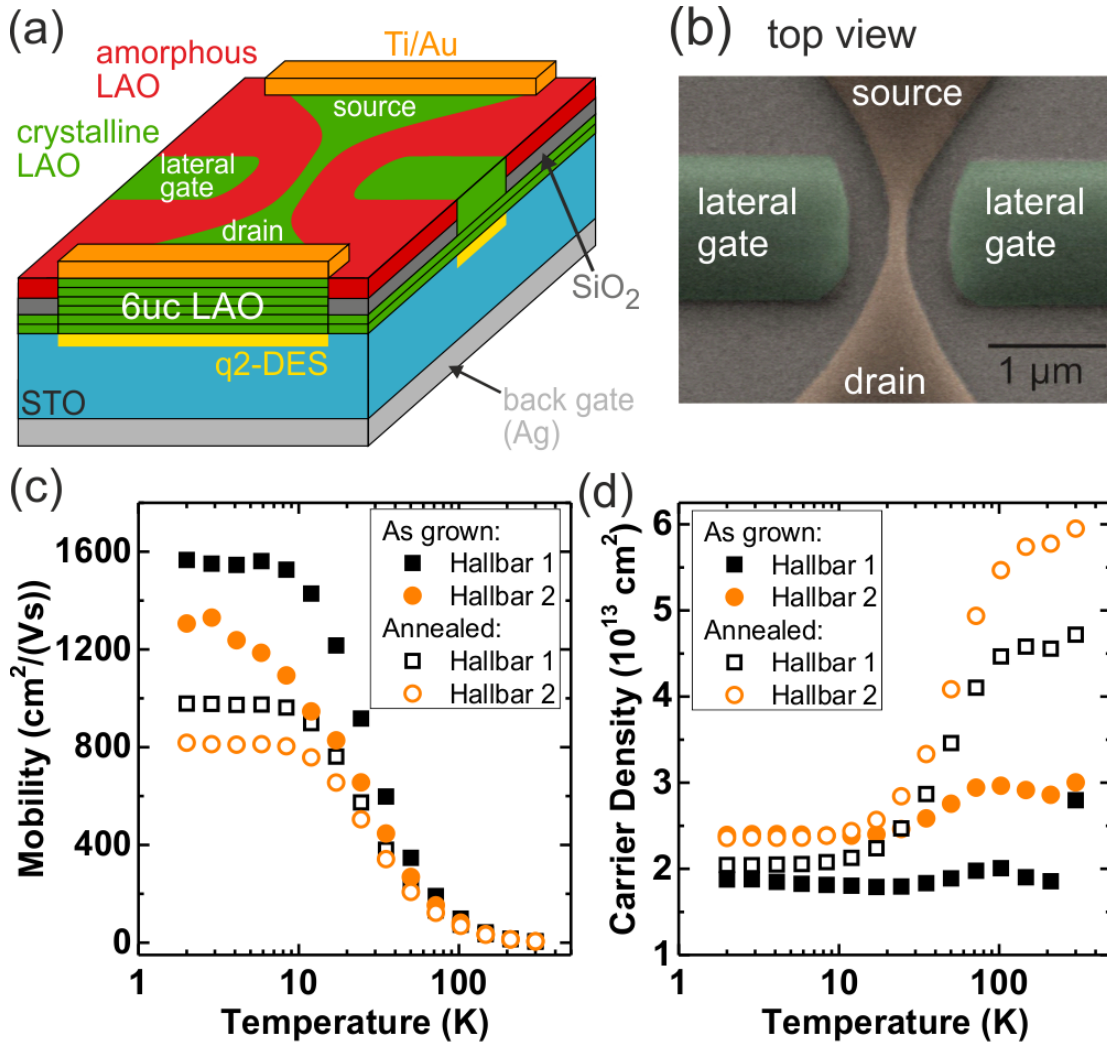 (a)
amorphous
LAO
Ti/Au
crystalline
LAO
source
lateral
gate
drain
6uc LAO
SiO₂
q2-DES
STO
back gate
(Ag)
(b) top view
source
lateral
gate
lateral
gate
drain
1 µm
(c)
As grown:
Hallbar 1
Hallbar 2
Annealed:
Hallbar 1
Hallbar 2
Mobility (cm²/(Vs))
1600
1200
800
400
0
1 10 100
Temperature (K)
(d)
As grown:
Hallbar 1
Hallbar 2
Annealed:
Hallbar 1
Hallbar 2
Carrier Density (10¹³ cm²)
6
5
4
3
2
1
1 10 100
Temperature (K)